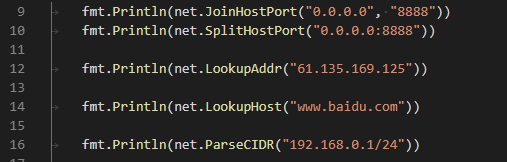 9 fmt.Println(net.JoinHostPort("0.0.0.0", "8888"))
10 fmt.Println(net.SplitHostPort("0.0.0.0:8888"))
11
12 fmt.Println(net.LookupAddr("61.135.169.125"))
13
14 fmt.Println(net.LookupHost("www.baidu.com"))
15
16 fmt.Println(net.ParseCIDR("192.168.0.1/24"))